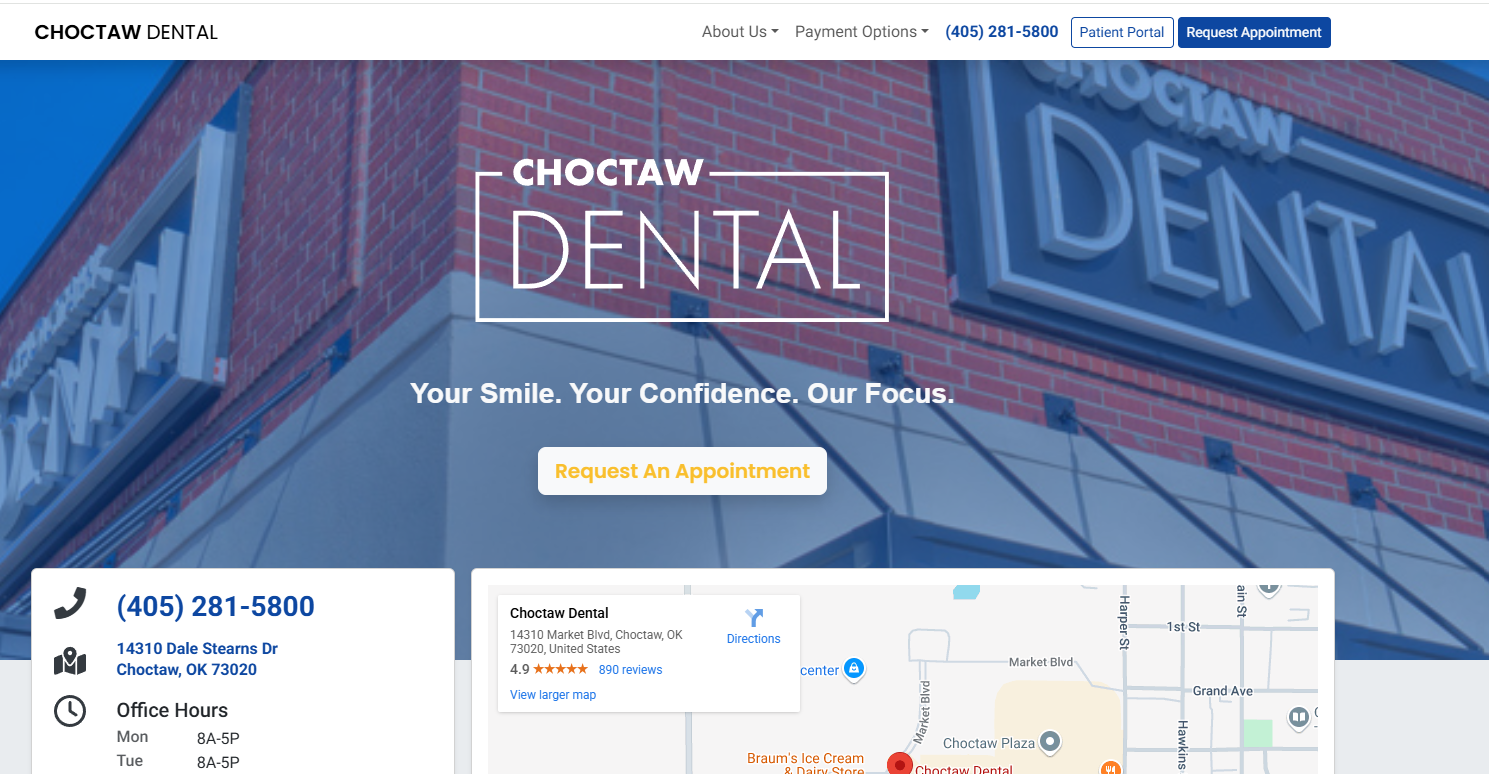 CHOCTAW DENTAL
About Us
Payment Options
(405) 281-5800
Patient Portal
Request Appointment
CHOCTAW
DENTAL
CHOCTAW
DENTAL
Your Smile. Your Confidence. Our Focus.
Request An Appointment
(405) 281-5800
14310 Dale Stearns Dr
Choctaw, OK 73020
Office Hours
Mon 8A-5P
Tue 8A-5P
Choctaw Dental
14310 Market Blvd, Choctaw, OK
73020, United States
4.9 ★★★★★ 890 reviews
View larger map
Directions
center
Harper St
ain St
1st St
Market Blvd
Grand Ave
Market Blvd
Hawkins
Choctaw Plaza
Braum's Ice Cream
& Dairy Store
Choctaw Dental